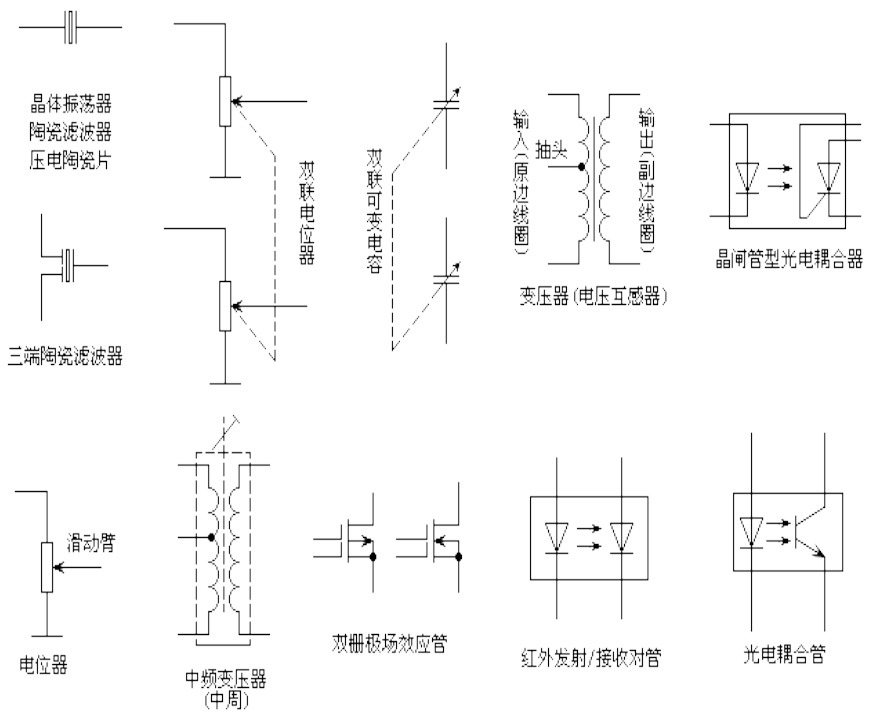 晶体振荡器
陶瓷滤波器
压电陶瓷片
双联电位器
双联可变电容
输入(原边线圈)
抽头
输出(副边线圈)
变压器(电压互感器)
晶闸管型光电耦合器
三端陶瓷滤波器
滑动臂
电位器
中频变压器
(中周)
双栅极场效应管
红外发射/接收对管
光电耦合管